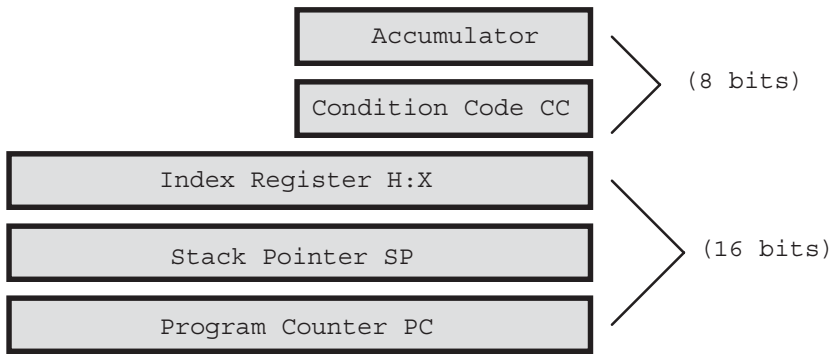 Accumulator
(8 bits)
Condition Code CC
Index Register H:X
Stack Pointer SP
(16 bits)
Program Counter PC